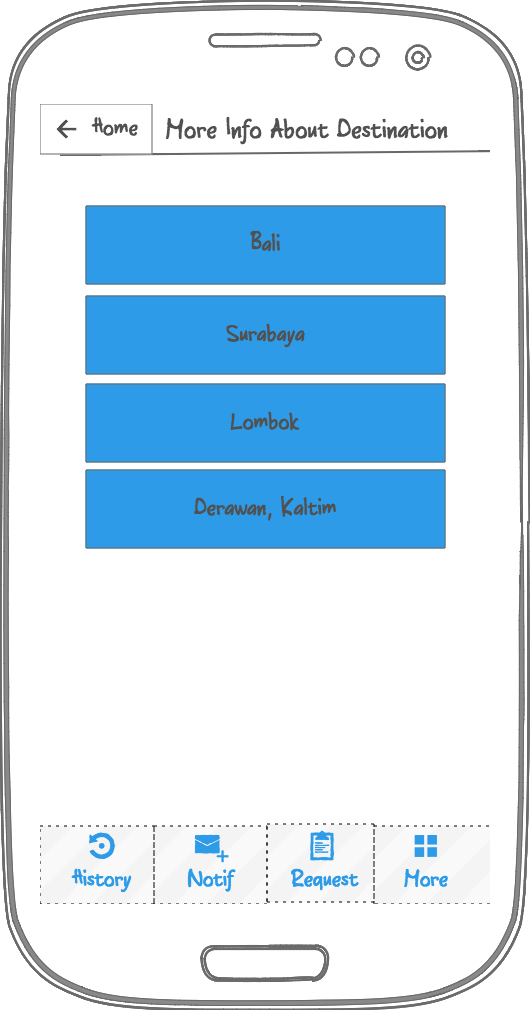 Home
More Info About Destination
Bali
Surabaya
Lombok
Derawan, Kaltim
History
Notif
Request
More